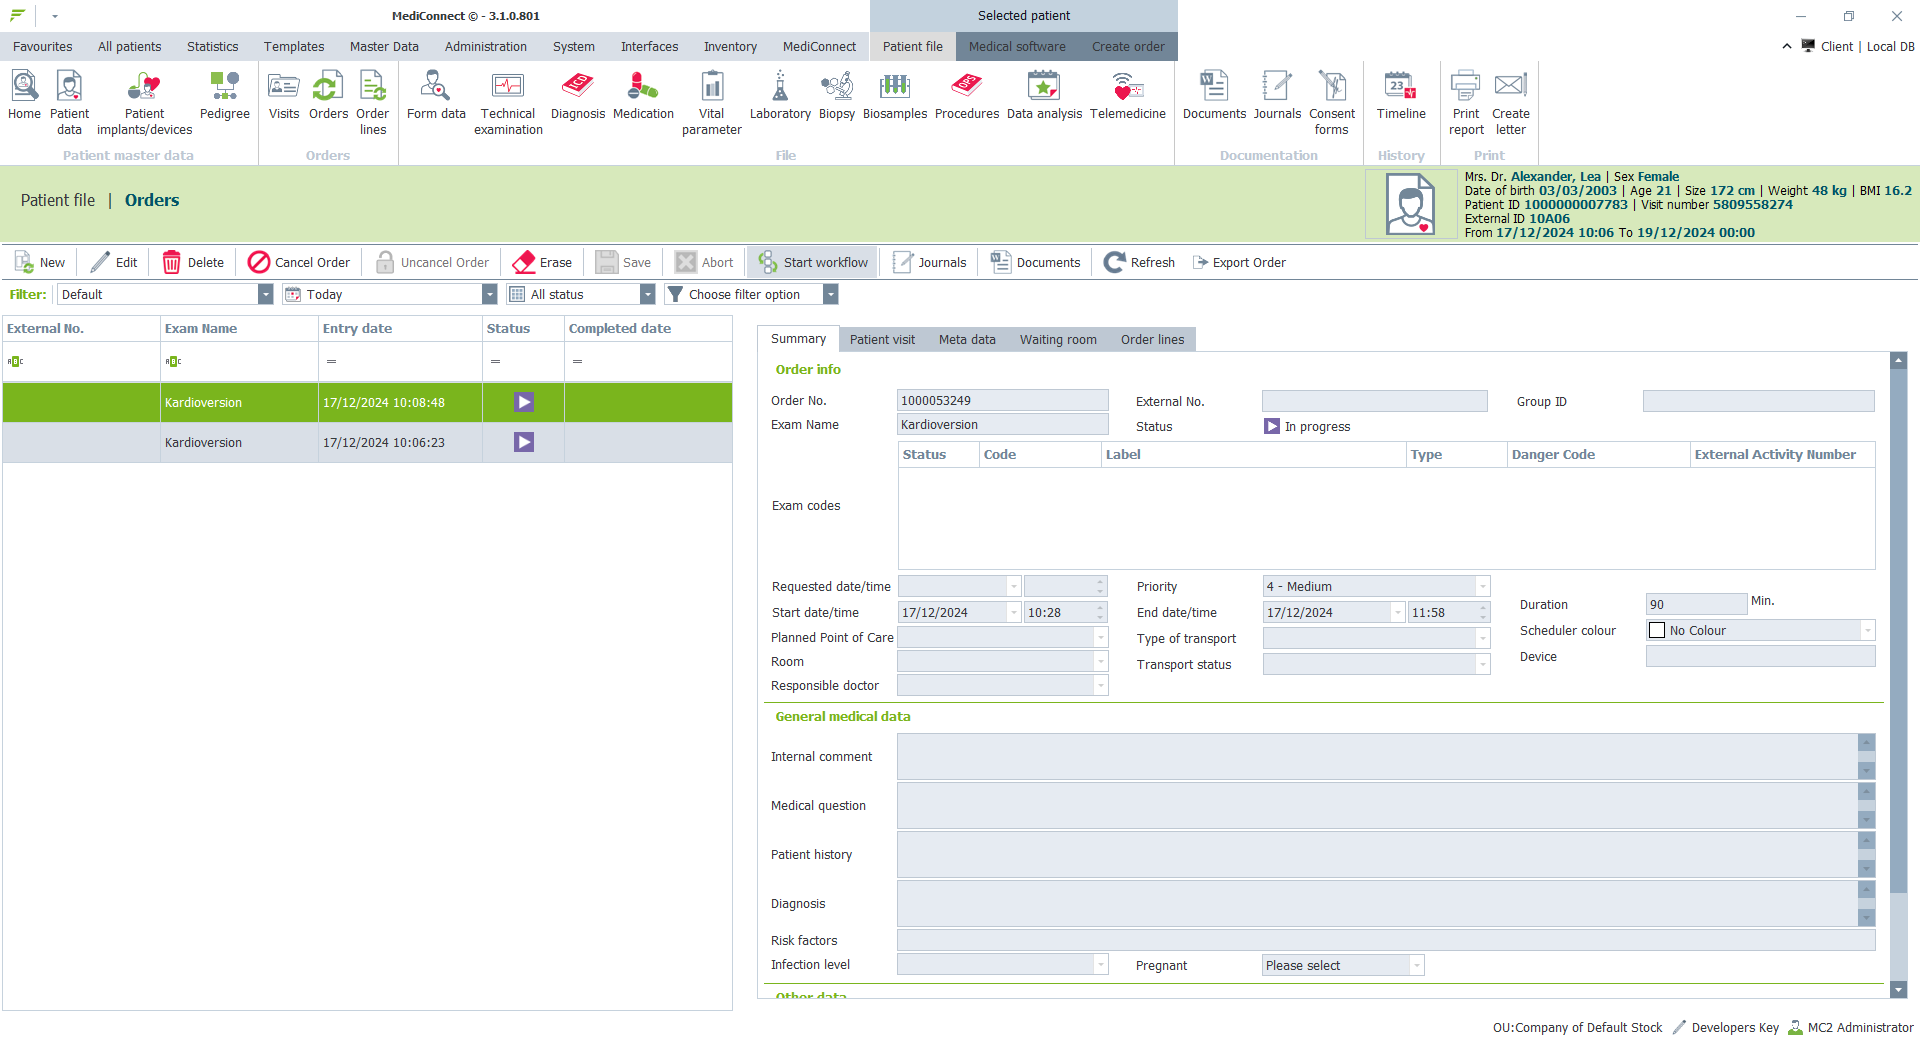 MediConnect © - 3.1.0.801
Selected patient
Favourites All patients Statistics Templates Master Data Administration System Interfaces Inventory MediConnect Patient file Medical software Create order
Client | Local DB
Home Patient data Patient implants/devices Pedigree Visits Orders Order lines Form data Technical examination Diagnosis Medication Vital parameter Laboratory Biopsy Biosamples Procedures Data analysis Telemedicine Documents Journals Consent forms Timeline Print report Create letter
Patient master data Orders File Documentation History Print
Patient file | Orders
Mrs. Dr. Alexander, Lea | Sex Female
Date of birth 03/03/2003 | Age 21 | Size 172 cm | Weight 48 kg | BMI 16.2
Patient ID 1000000007783 | Visit number 5809558274
External ID 10A06
From 17/12/2024 10:06 To 19/12/2024 00:00
New Edit Delete Cancel Order Uncancel Order Erase Save Abort Start workflow Journals Documents Refresh Export Order
Filter: Default Today All status Choose filter option
External No. Exam Name Entry date Status Completed date
ABC ABC = = =
Kardioversion 17/12/2024 10:08:48
Kardioversion 17/12/2024 10:06:23
Summary Patient visit Meta data Waiting room Order lines
Order info
Order No. 1000053249 External No. Group ID
Exam Name Kardioversion Status In progress
Status Code Label Type Danger Code External Activity Number
Exam codes
Requested date/time Priority 4 - Medium
Start date/time 17/12/2024 10:28 End date/time 17/12/2024 11:58 Duration 90 Min.
Planned Point of Care Type of transport Scheduler colour No Colour
Room Transport status Device
Responsible doctor
General medical data
Internal comment
Medical question
Patient history
Diagnosis
Risk factors
Infection level Pregnant Please select
Other data
OU:Company of Default Stock Developers Key MC2 Administrator